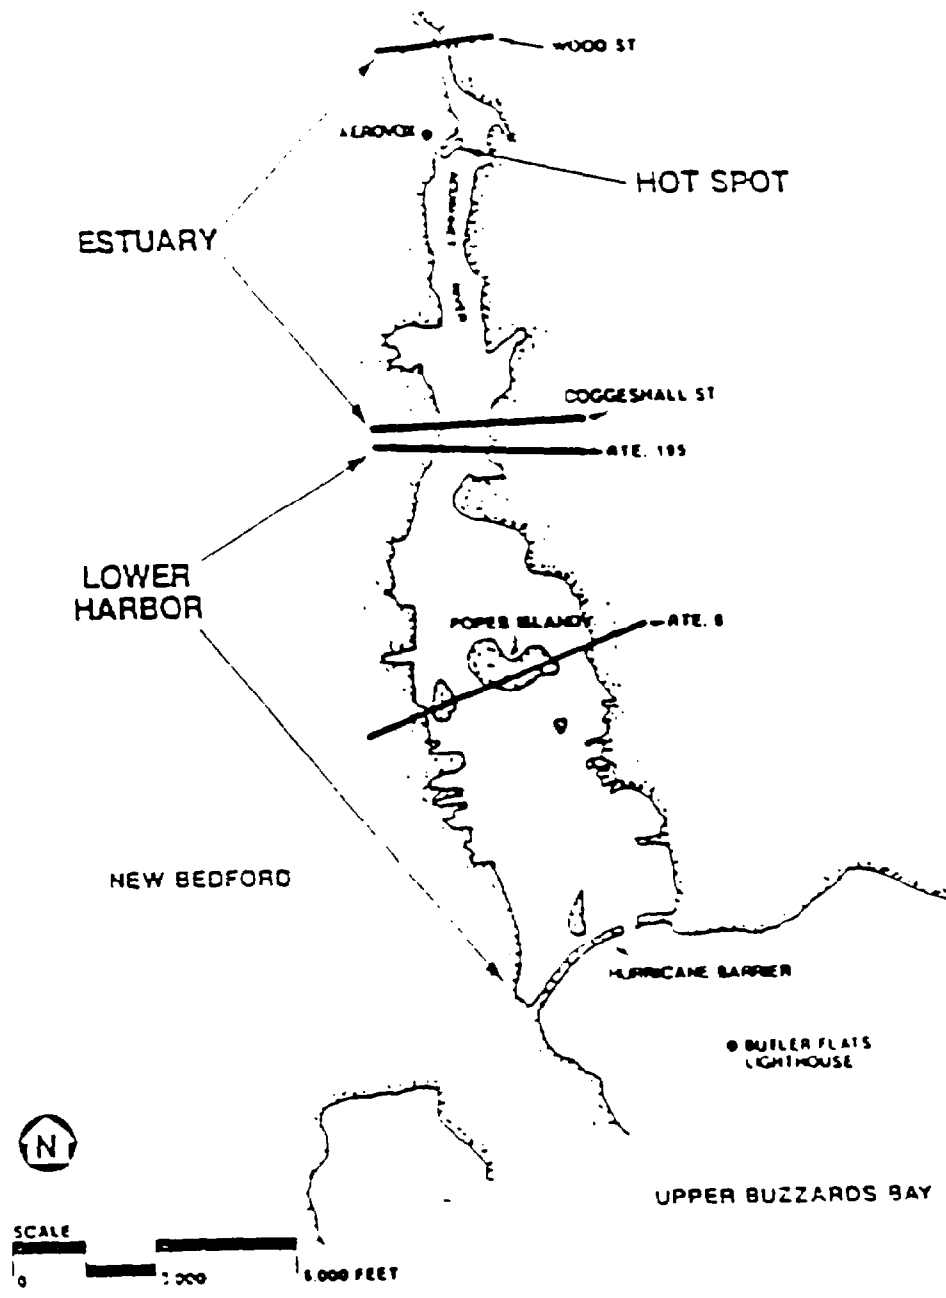 WOOD ST
AEROVOX
HOT SPOT
ESTUARY
RIVER
COGGESHALL ST
RTE. 195
LOWER
HARBOR
POPES ISLAND
RTE. 6
NEW BEDFORD
HURRICANE BARRIER
BUTLER FLATS
LIGHTHOUSE
N
UPPER BUZZARDS BAY
SCALE
0
FEET